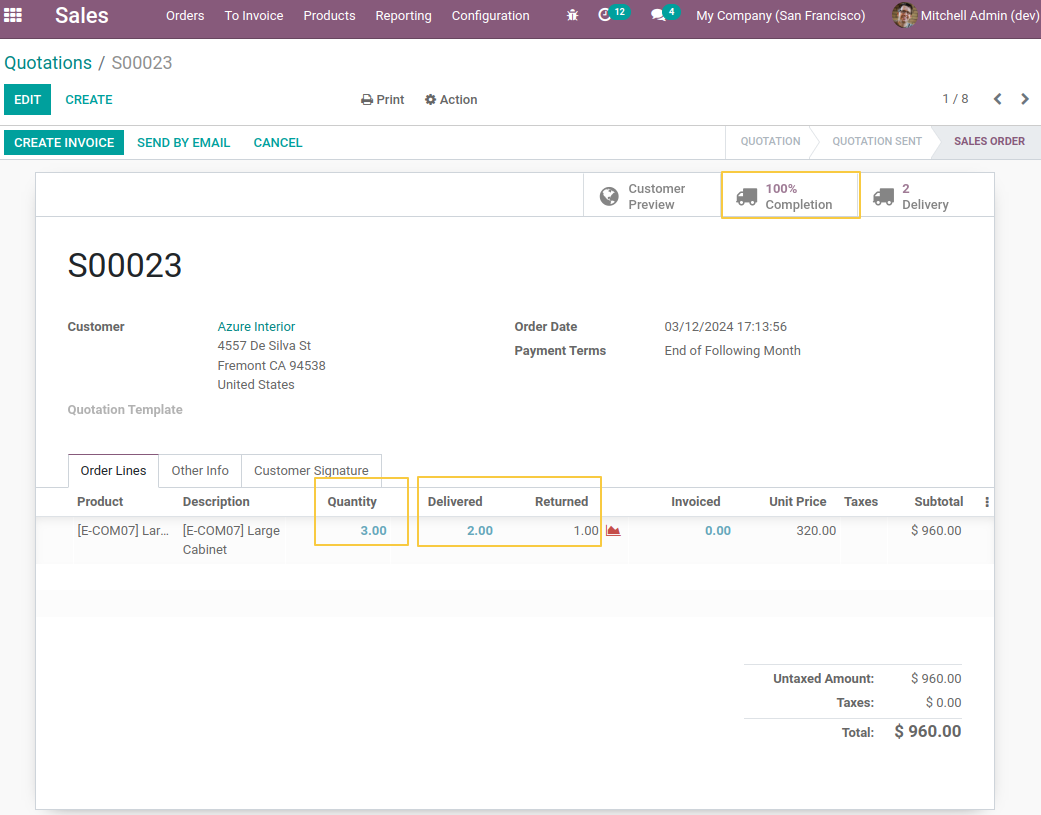 Sales Orders To Invoice Products Reporting Configuration 12 4 My Company (San Francisco) Mitchell Admin (dev)
Quotations / S00023
EDIT CREATE Print Action 1 / 8
CREATE INVOICE SEND BY EMAIL CANCEL QUOTATION QUOTATION SENT SALES ORDER
Customer Preview 100% Completion 2 Delivery
S00023
Customer Azure Interior Order Date 03/12/2024 17:13:56
4557 De Silva St Payment Terms End of Following Month
Fremont CA 94538
United States
Quotation Template
Order Lines Other Info Customer Signature
Product Description Quantity Delivered Returned Invoiced Unit Price Taxes Subtotal
[E-COM07] Lar... [E-COM07] Large 3.00 2.00 1.00 0.00 320.00 $ 960.00
Cabinet
Untaxed Amount: $ 960.00
Taxes: $ 0.00
Total: $ 960.00